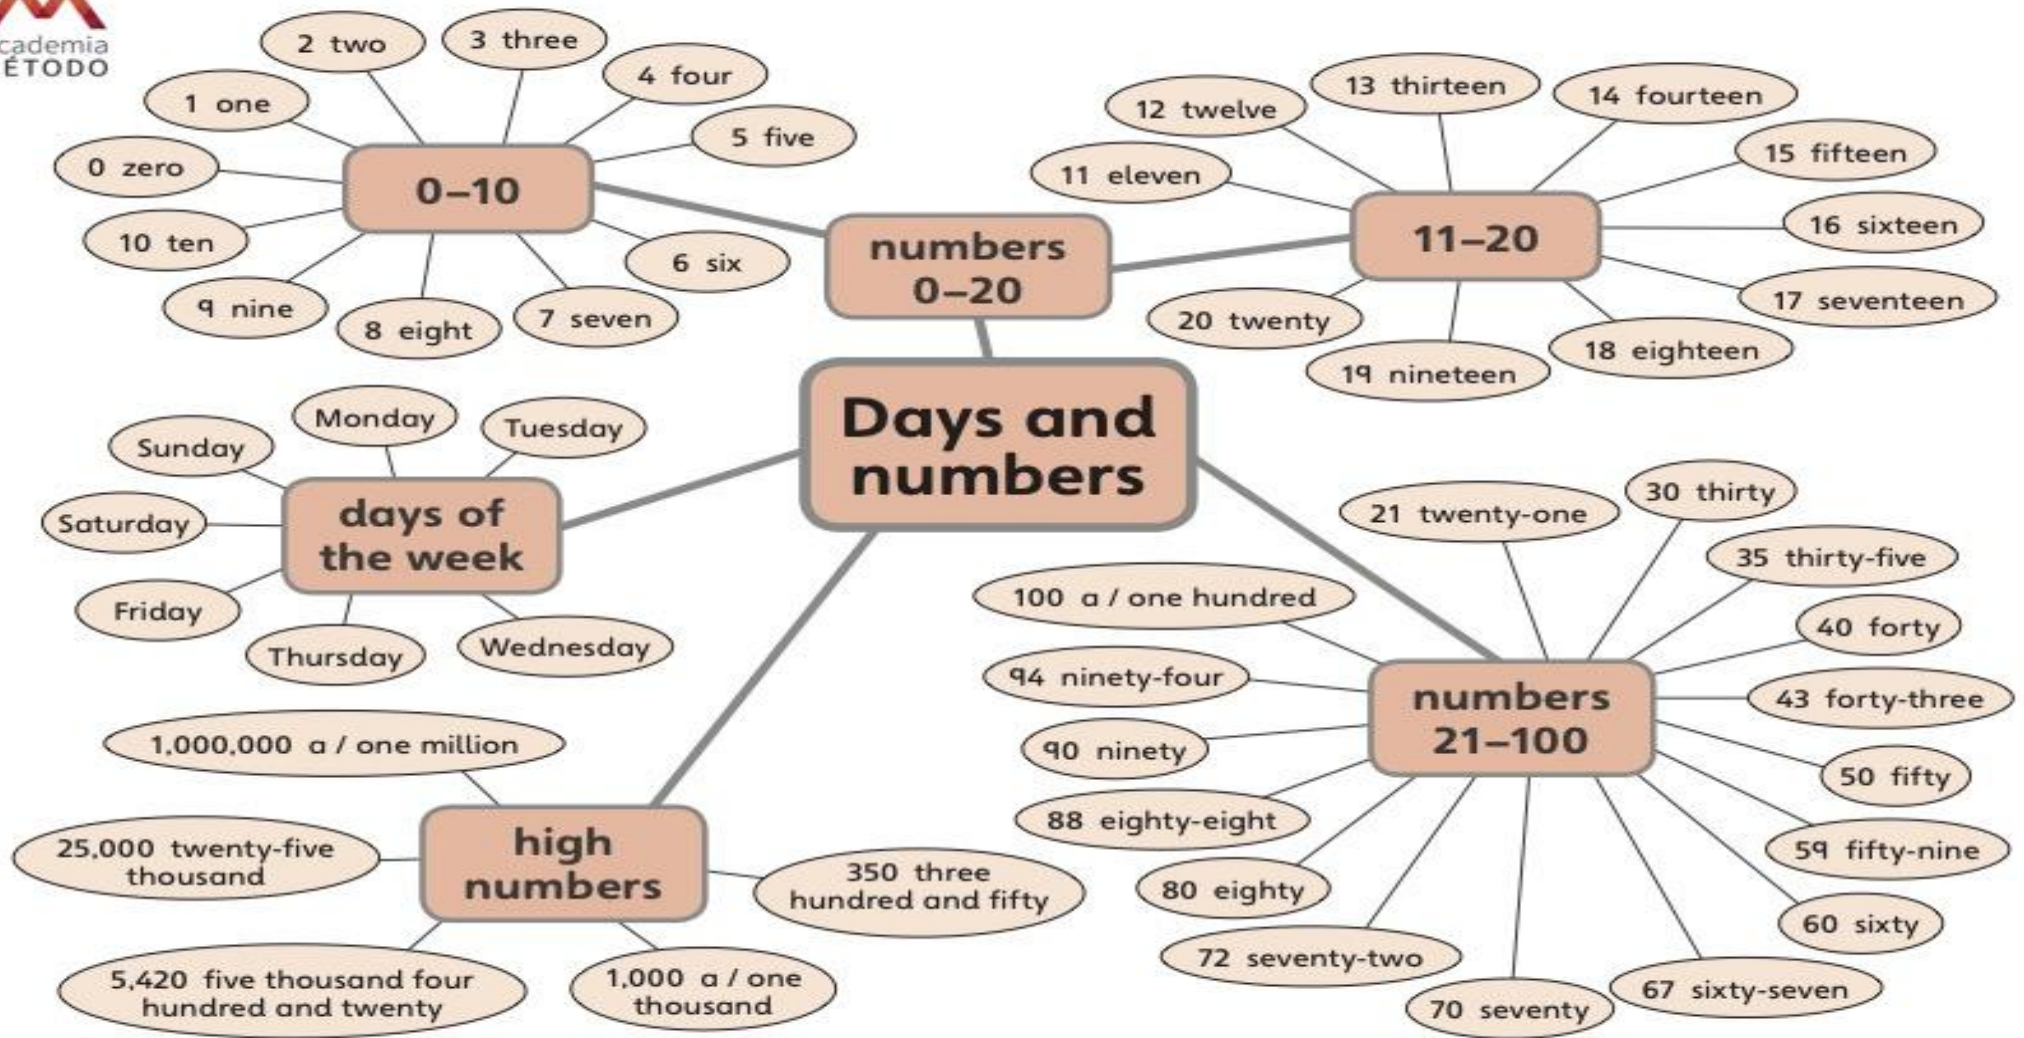 cademia
ÉTODO
Days and
numbers
numbers
0–20
0–10
0 zero
1 one
2 two
3 three
4 four
5 five
6 six
7 seven
8 eight
9 nine
10 ten
11–20
11 eleven
12 twelve
13 thirteen
14 fourteen
15 fifteen
16 sixteen
17 seventeen
18 eighteen
19 nineteen
20 twenty
days of
the week
Monday
Tuesday
Wednesday
Thursday
Friday
Saturday
Sunday
numbers
21–100
21 twenty-one
30 thirty
35 thirty-five
40 forty
43 forty-three
50 fifty
59 fifty-nine
60 sixty
67 sixty-seven
70 seventy
72 seventy-two
80 eighty
88 eighty-eight
90 ninety
94 ninety-four
100 a / one hundred
high
numbers
350 three
hundred and fifty
1,000 a / one
thousand
5,420 five thousand four
hundred and twenty
25,000 twenty-five
thousand
1,000,000 a / one million